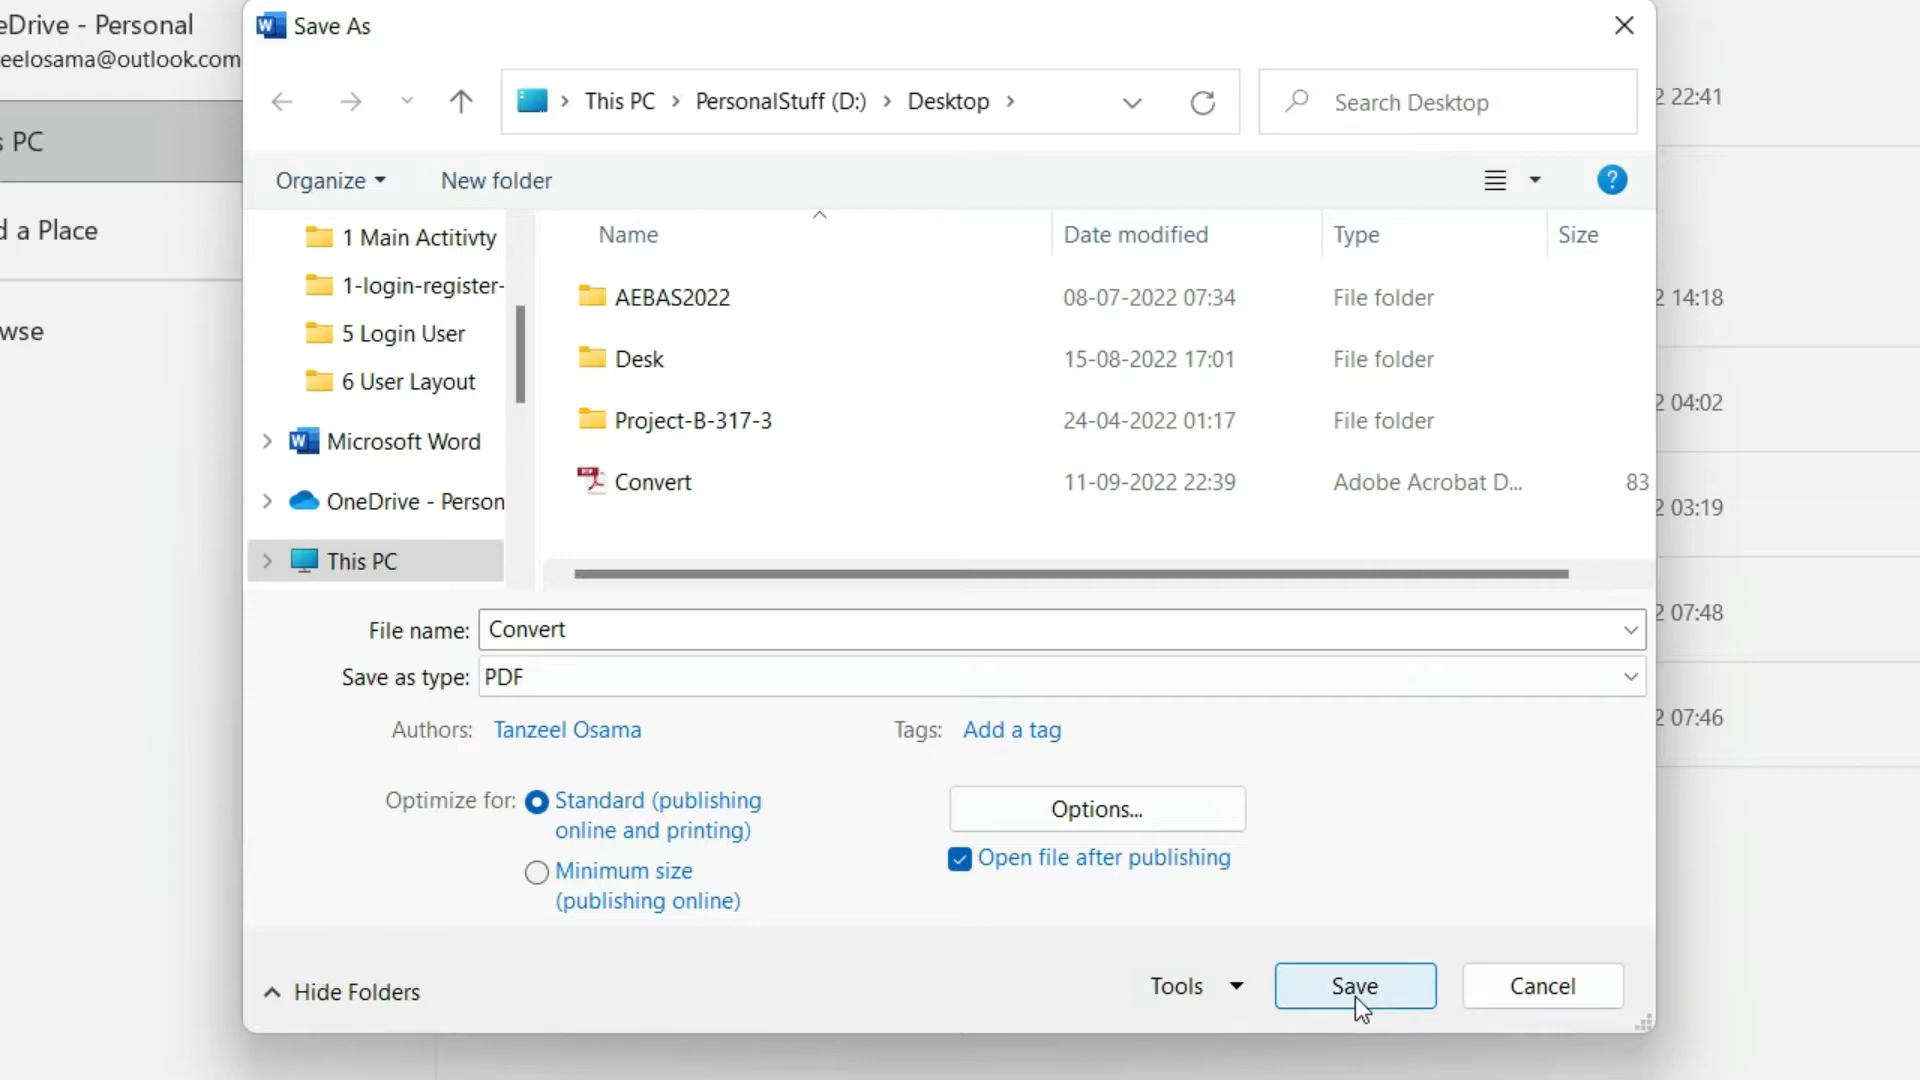 eDrive - Personal
eelosama@outlook.com
s PC
d a Place
wse
Save As
This PC > PersonalStuff (D:) > Desktop >
Search Desktop
Organize
New folder
1 Main Actitivty
1-login-register-
5 Login User
6 User Layout
Microsoft Word
OneDrive - Person
This PC
Name Date modified Type Size
AEBAS2022 08-07-2022 07:34 File folder
Desk 15-08-2022 17:01 File folder
Project-B-317-3 24-04-2022 01:17 File folder
Convert 11-09-2022 22:39 Adobe Acrobat D... 83
File name: Convert
Save as type: PDF
Authors: Tanzeel Osama
Tags: Add a tag
Optimize for: Standard (publishing
online and printing)
Minimum size
(publishing online)
Options...
Open file after publishing
Hide Folders
Tools
Save
Cancel
2 22:41
2 14:18
2 04:02
2 03:19
2 07:48
2 07:46